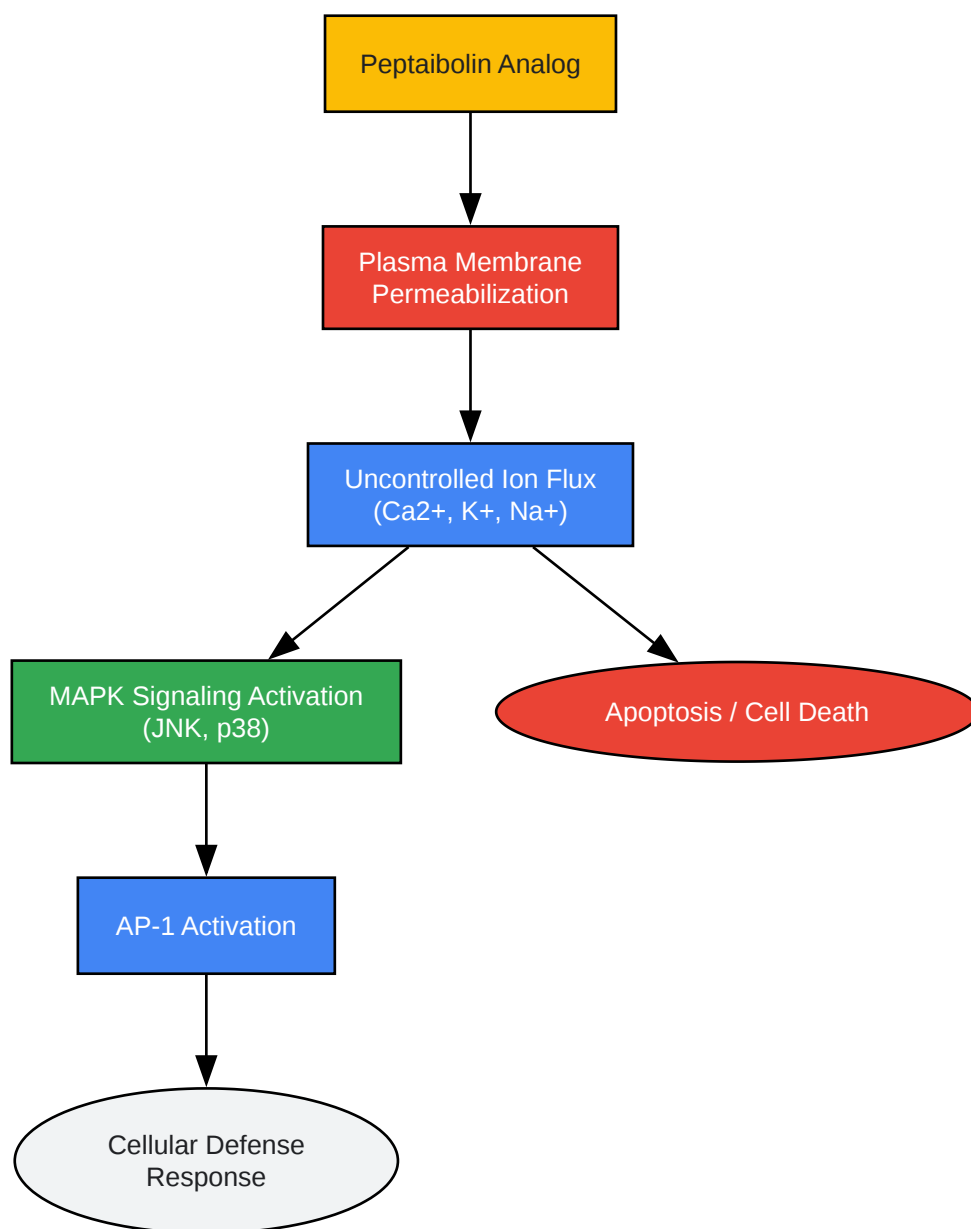 Peptaibolin Analog
Plasma Membrane
Permeabilization
Uncontrolled Ion Flux
(Ca2+, K+, Na+)
MAPK Signaling Activation
(JNK, p38)
Apoptosis / Cell Death
AP-1 Activation
Cellular Defense
Response